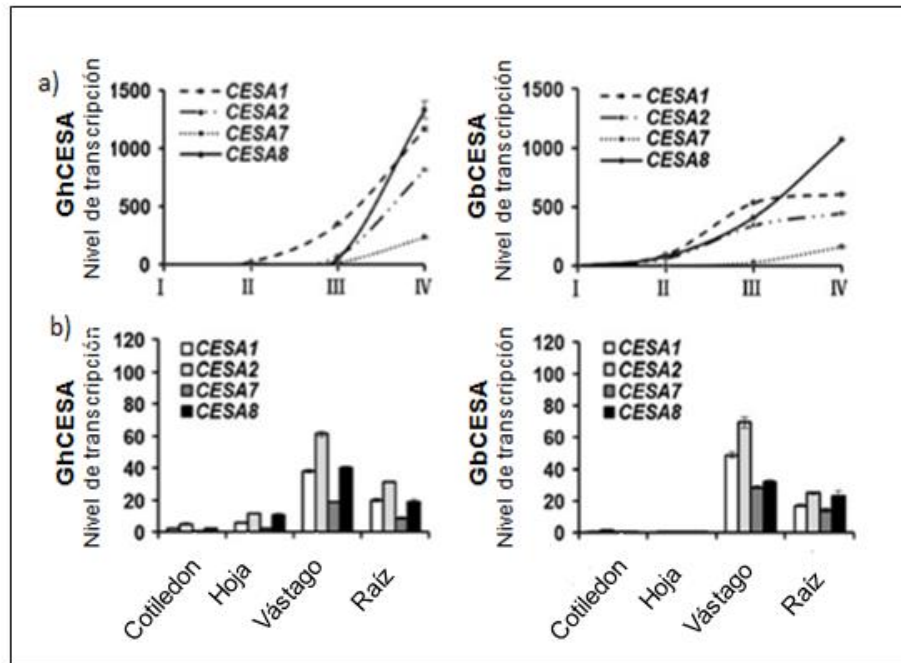 a)
GhCESA
Nivel de transcripción
1500
1000
500
0
CESA1
CESA2
CESA7
CESA8
I II III IV
GbCESA
Nivel de transcripción
1500
1000
500
0
CESA1
CESA2
CESA7
CESA8
I II III IV
b)
GhCESA
Nivel de transcripción
120
100
80
60
40
20
0
CESA1
CESA2
CESA7
CESA8
Cotiledon Hoja Vástago Raíz
GbCESA
Nivel de transcripción
120
100
80
60
40
20
0
CESA1
CESA2
CESA7
CESA8
Cotiledon Hoja Vástago Raíz